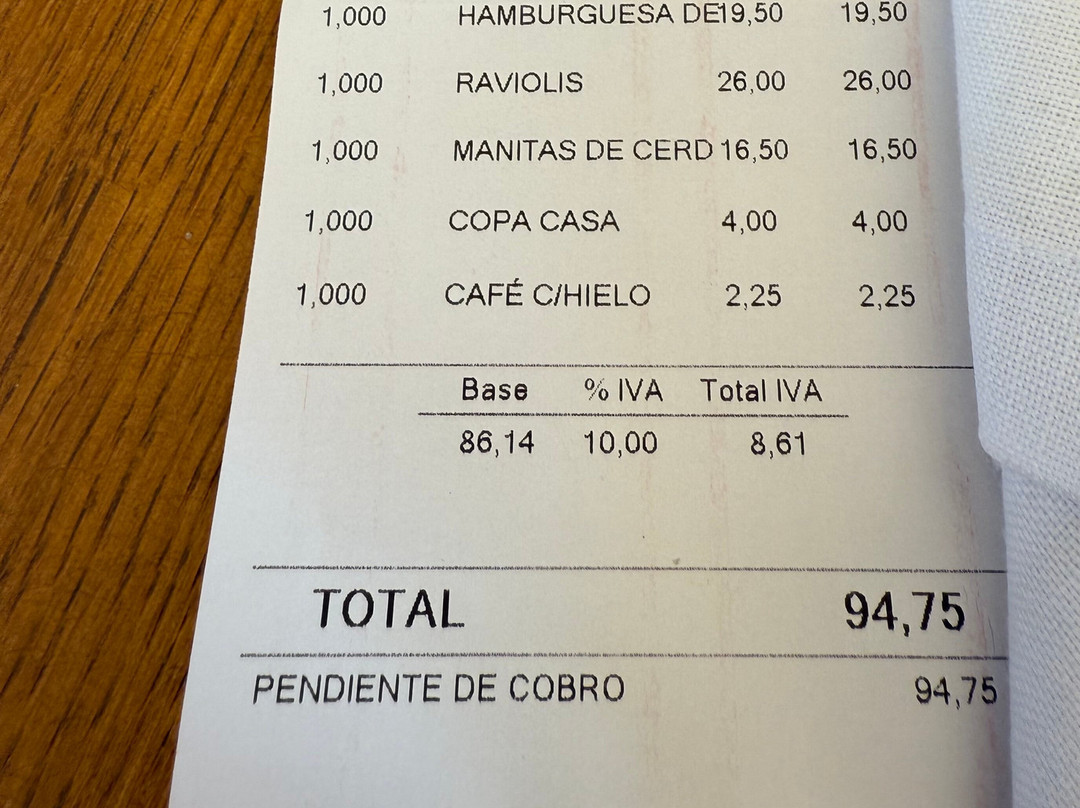 1,000 HAMBURGUESA DE19,50 19,50
1,000 RAVIOLIS 26,00 26,00
1,000 MANITAS DE CERD 16,50 16,50
1,000 COPA CASA 4,00 4,00
1,000 CAFÉ C/HIELO 2,25 2,25
Base % IVA Total IVA
86,14 10,00 8,61
TOTAL 94,75
PENDIENTE DE COBRO 94,75